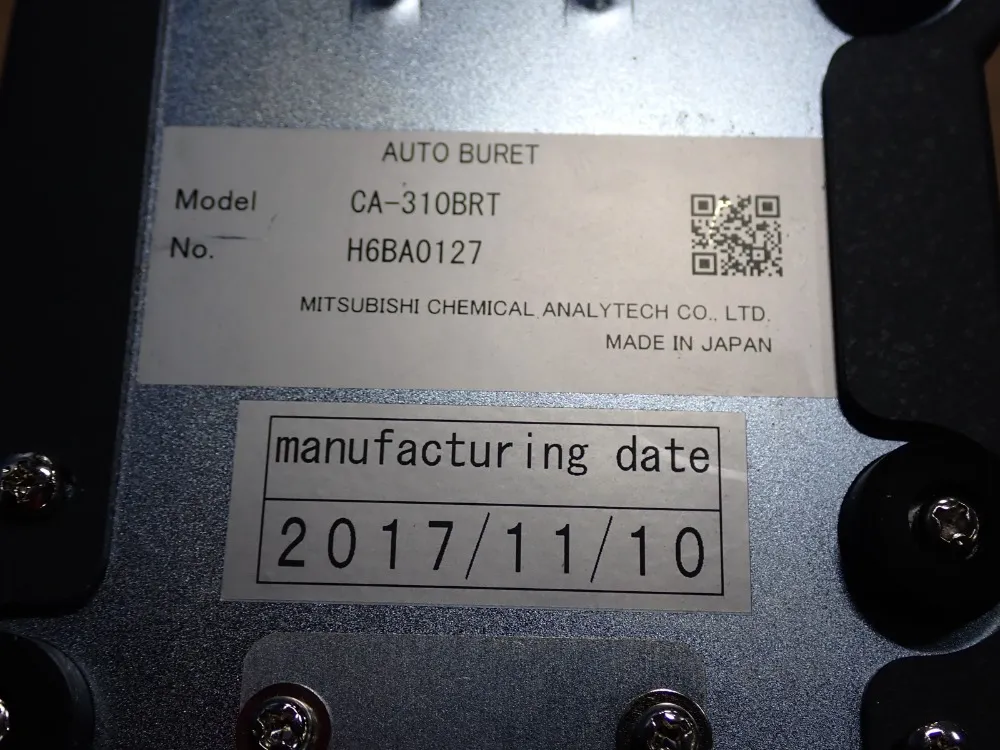 AUTO BURET
Model CA-310BRT
No. H6BA0127
MITSUBISHI CHEMICAL ANALYTECH CO., LTD.
MADE IN JAPAN
manufacturing date
2017/11/10